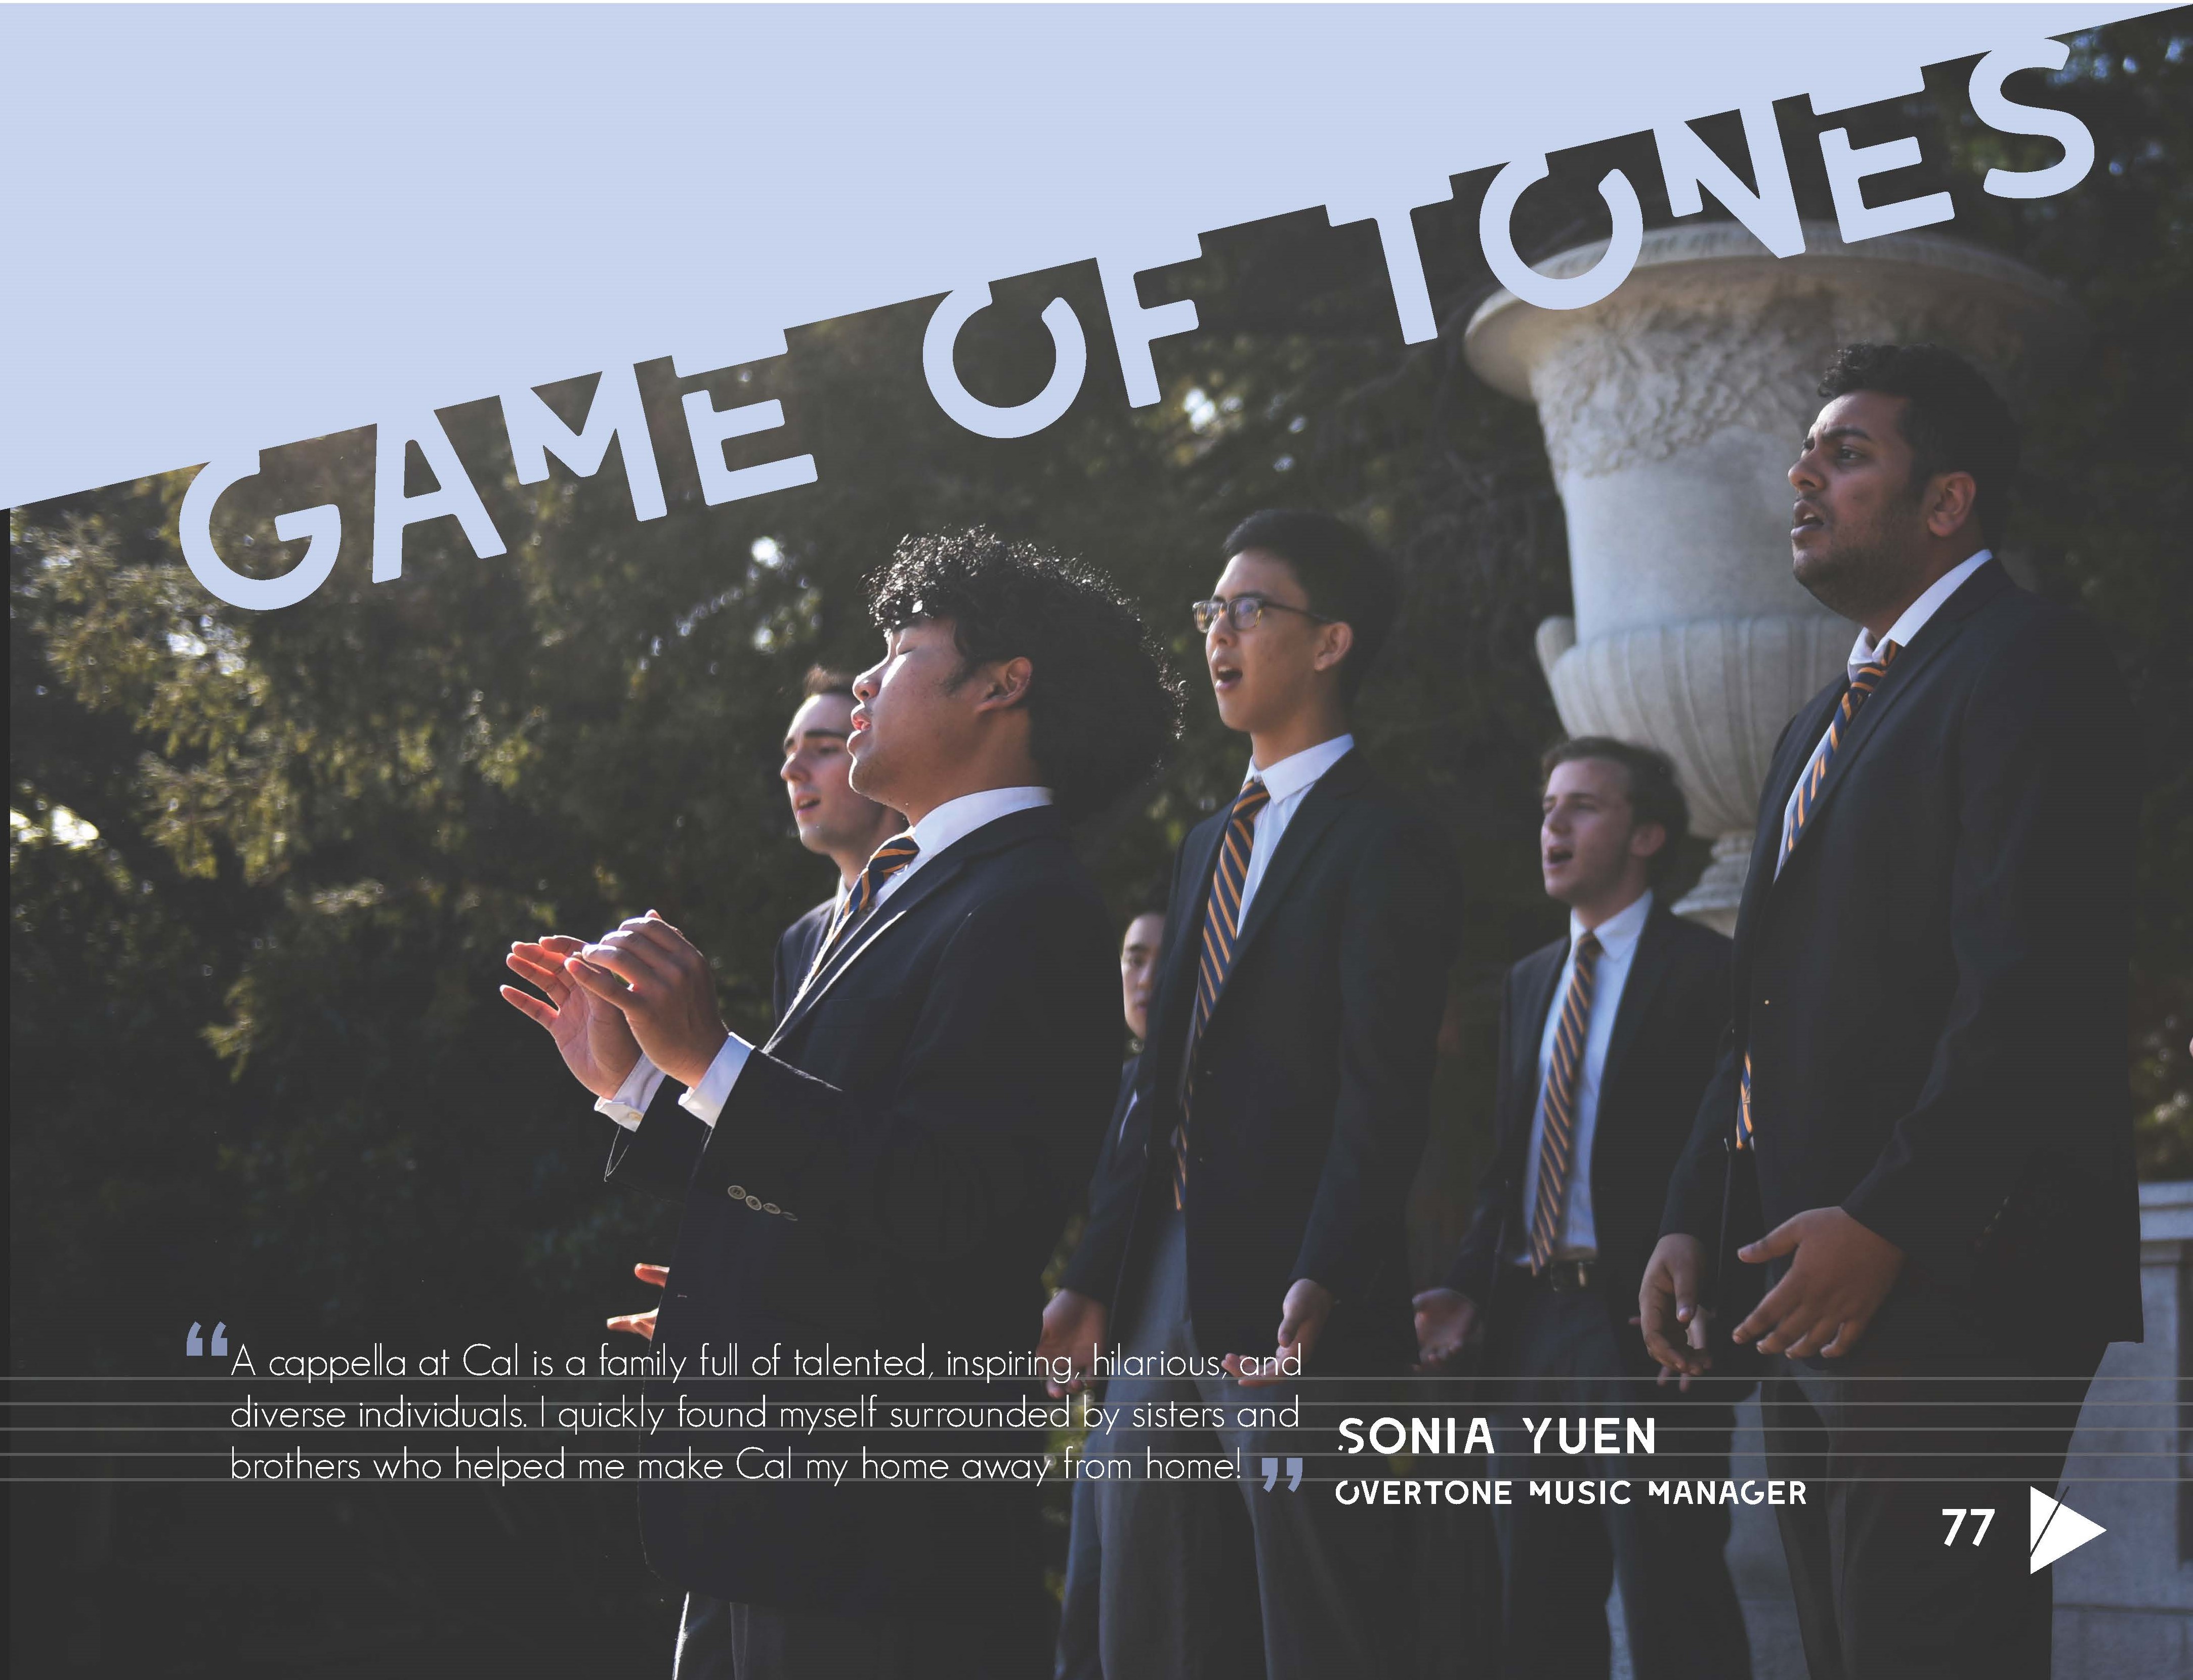 GAME OF TONES
“A cappella at Cal is a family full of talented, inspiring, hilarious, and
diverse individuals. I quickly found myself surrounded by sisters and
brothers who helped me make Cal my home away from home!”
SONIA YUEN
OVERTONE MUSIC MANAGER
77